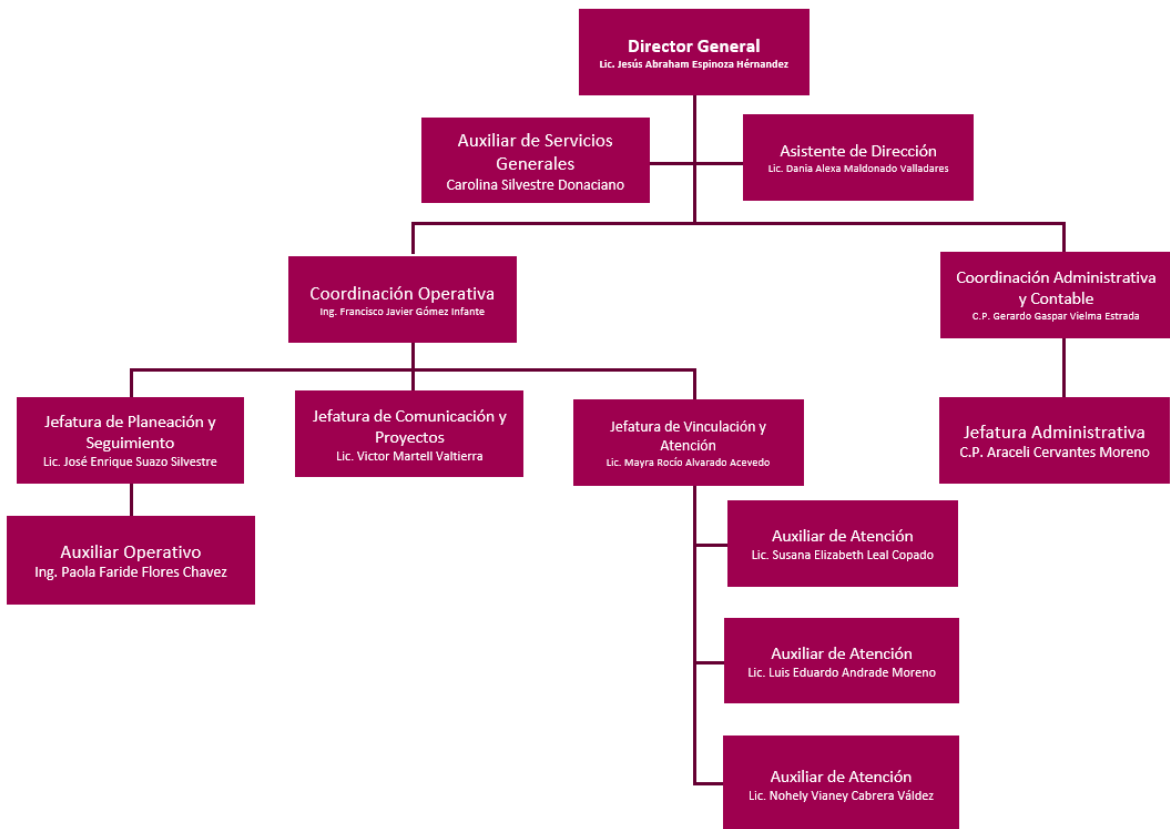 Director General
Lic. Jesús Abraham Espinoza Hérnandez
Auxiliar de Servicios
Generales
Carolina Silvestre Donaciano
Asistente de Dirección
Lic. Dania Alexa Maldonado Valladares
Coordinación Operativa
Ing. Francisco Javier Gómez Infante
Coordinación Administrativa
y Contable
C.P. Gerardo Gaspar Vielma Estrada
Jefatura de Planeación y
Seguimiento
Lic. José Enrique Suazo Silvestre
Jefatura de Comunicación y
Proyectos
Lic. Victor Martell Valtierra
Jefatura de Vinculación y
Atención
Lic. Mayra Rocío Alvarado Acevedo
Jefatura Administrativa
C.P. Araceli Cervantes Moreno
Auxiliar Operativo
Ing. Paola Faride Flores Chavez
Auxiliar de Atención
Lic. Susana Elizabeth Leal Copado
Auxiliar de Atención
Lic. Luis Eduardo Andrade Moreno
Auxiliar de Atención
Lic. Nohely Vianey Cabrera Váldez